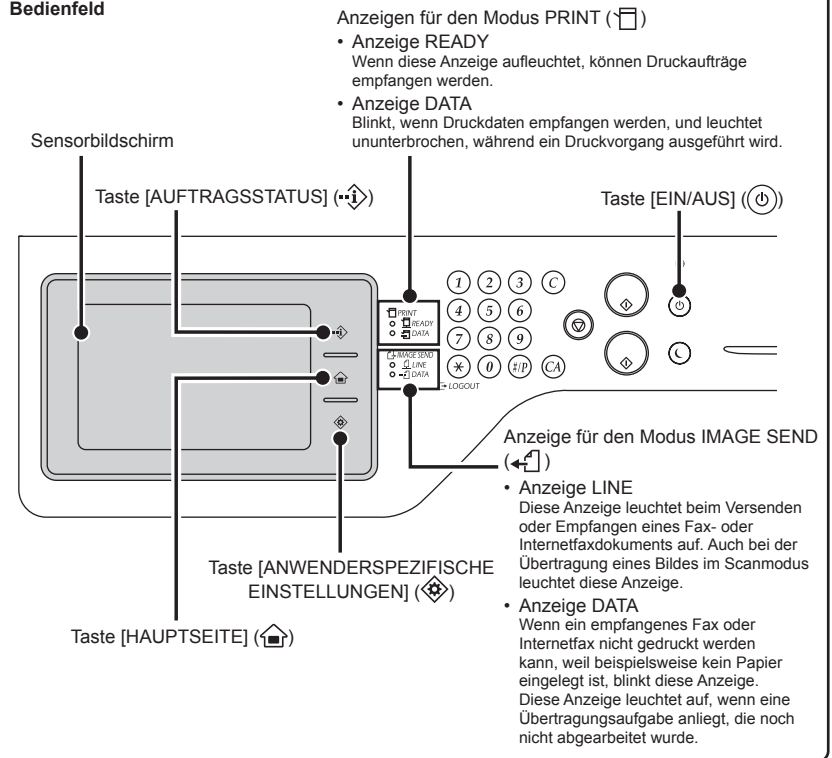 Bedienfeld
Anzeigen für den Modus PRINT ( )
• Anzeige READY
Wenn diese Anzeige aufleuchtet, können Druckaufträge
empfangen werden.
• Anzeige DATA
Blinkt, wenn Druckdaten empfangen werden, und leuchtet
ununterbrochen, während ein Druckvorgang ausgeführt wird.
Sensorbildschirm
Taste [AUFTRAGSSTATUS] ( )
Taste [EIN/AUS] ( )
PRINT
READY
DATA
IMAGE SEND
LINE
DATA
1 2 3 C
4 5 6
7 8 9
* 0 #/P CA
LOGOUT
Anzeige für den Modus IMAGE SEND
( )
• Anzeige LINE
Diese Anzeige leuchtet beim Versenden
oder Empfangen eines Fax- oder
Internetfaxdokuments auf. Auch bei der
Übertragung eines Bildes im Scanmodus
leuchtet diese Anzeige.
• Anzeige DATA
Wenn ein empfangenes Fax oder
Internetfax nicht gedruckt werden
kann, weil beispielsweise kein Papier
eingelegt ist, blinkt diese Anzeige.
Diese Anzeige leuchtet auf, wenn eine
Übertragungsaufgabe anliegt, die noch
nicht abgearbeitet wurde.
Taste [ANWENDERSPEZIFISCHE
EINSTELLUNGEN] ( )
Taste [HAUPTSEITE] ( )